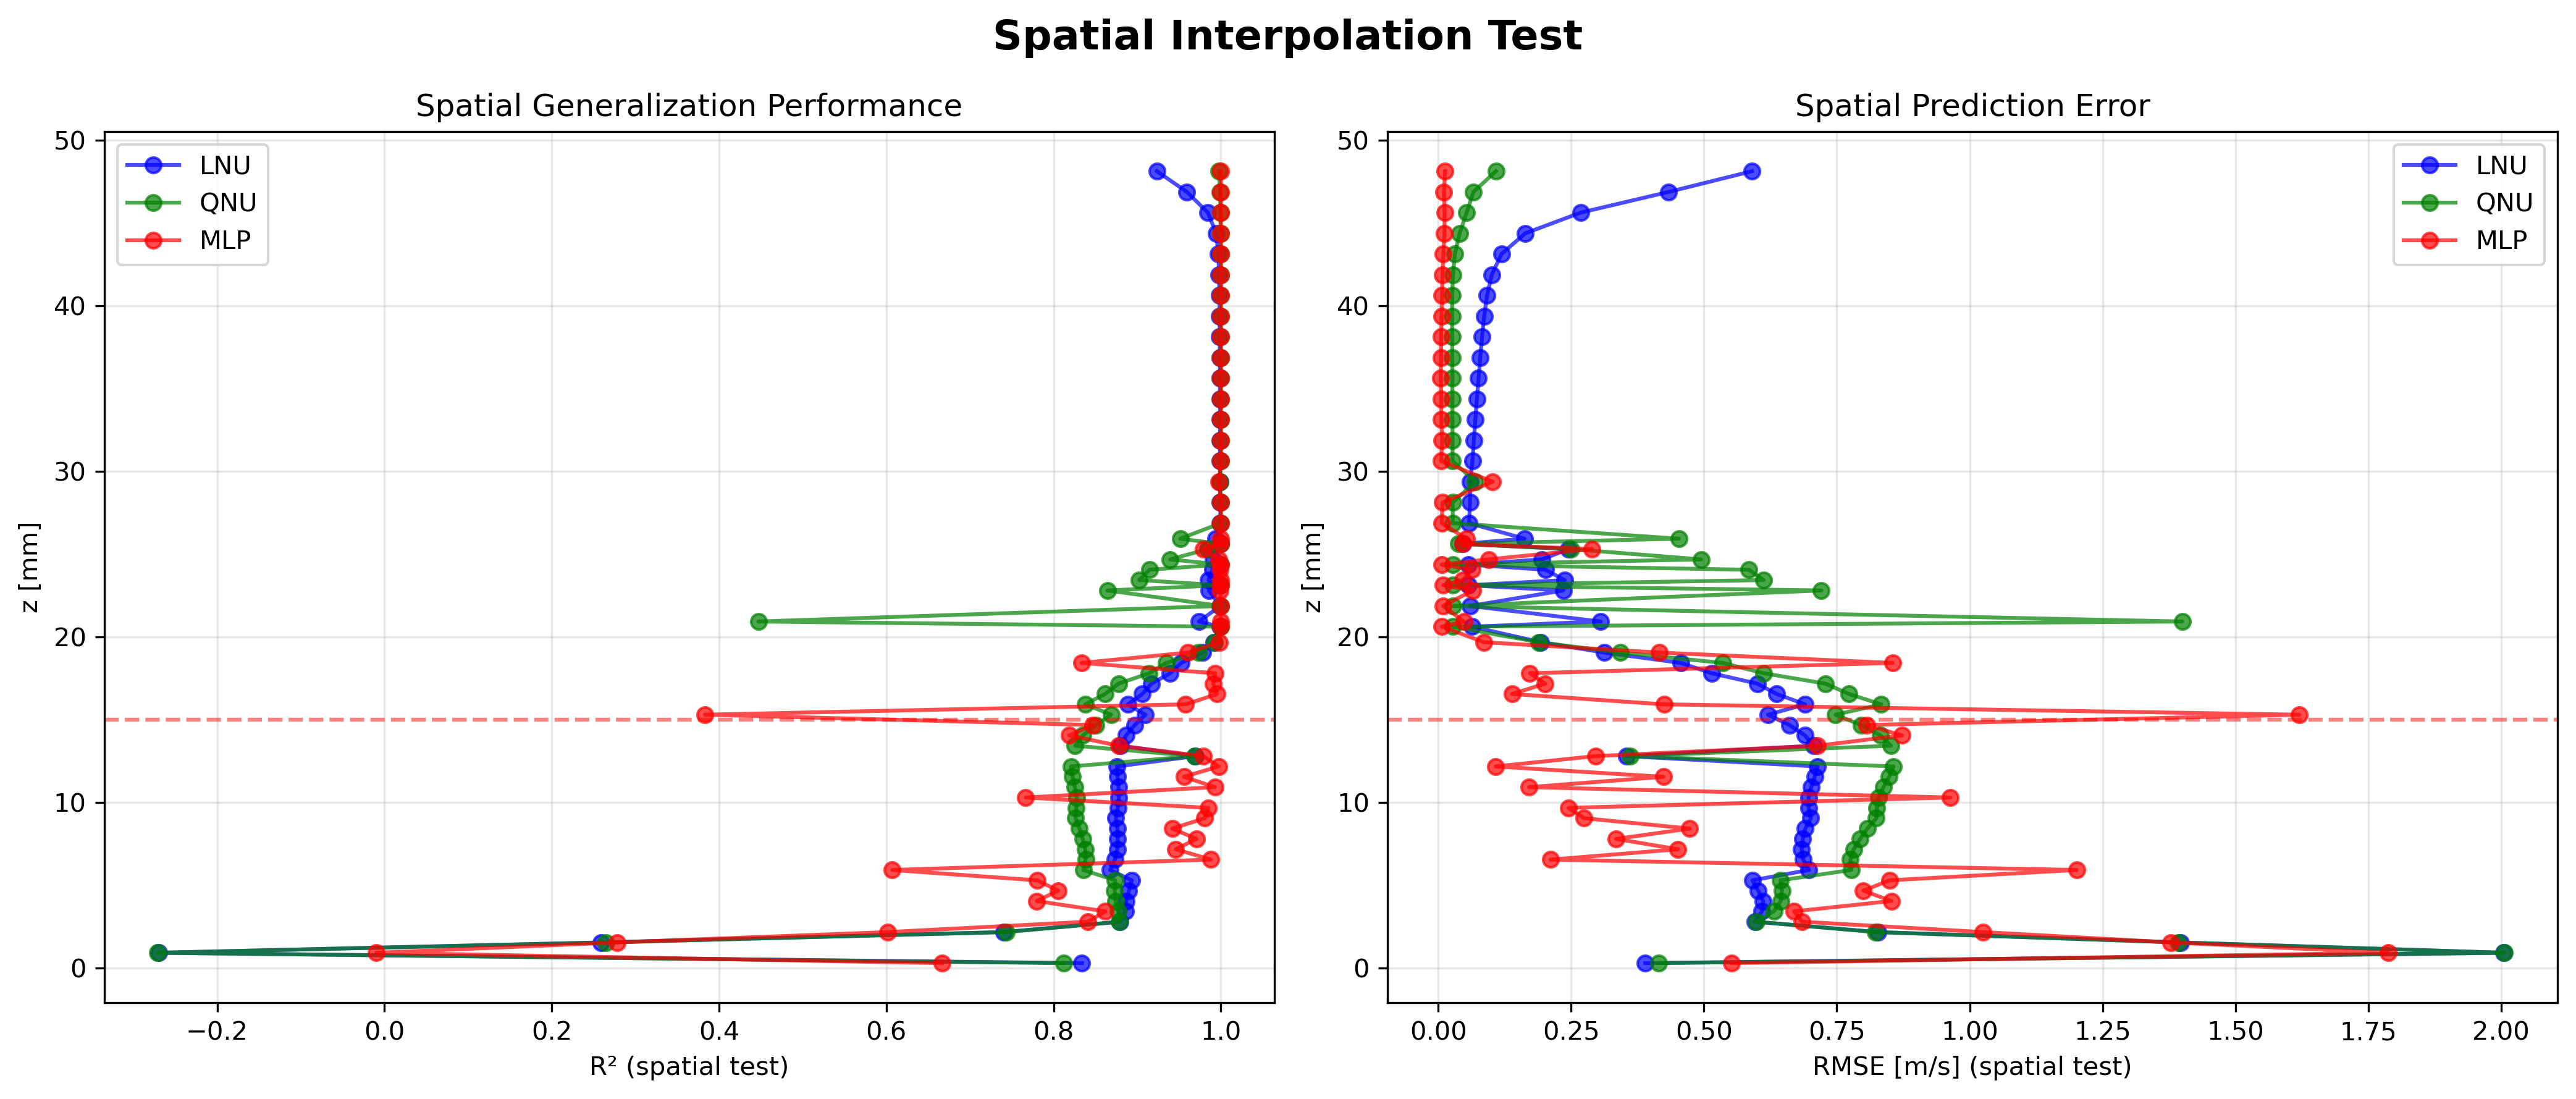 Spatial Interpolation Test
Spatial Generalization Performance
50
40
30
20
10
0
z [mm]
LNU
QNU
MLP
−0.2
0.0
0.2
0.4
0.6
0.8
1.0
R² (spatial test)
Spatial Prediction Error
50
40
30
20
10
0
z [mm]
LNU
QNU
MLP
0.00
0.25
0.50
0.75
1.00
1.25
1.50
1.75
2.00
RMSE [m/s] (spatial test)